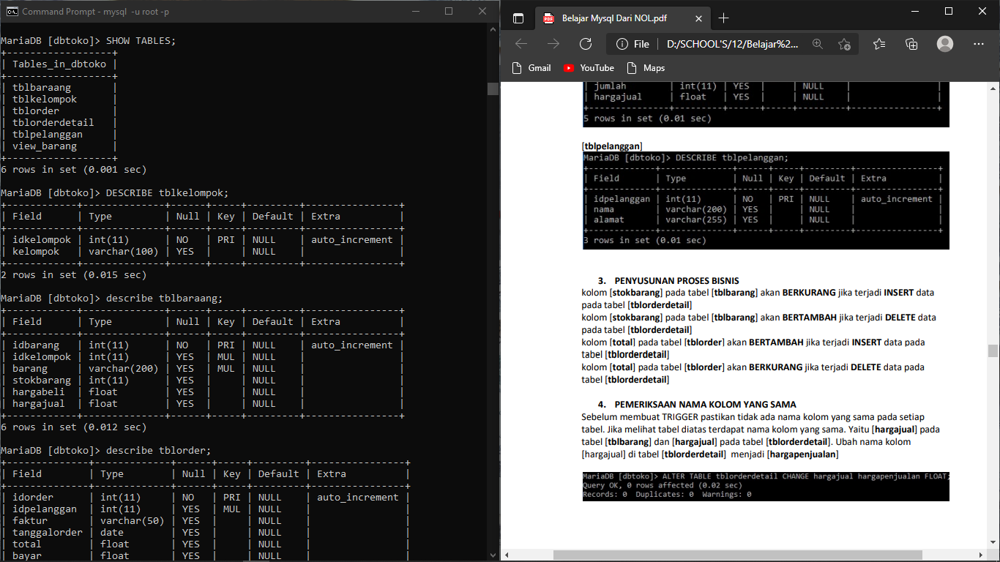 Command Prompt - mysql -u root -p
MariaDB [dbtoko]> SHOW TABLES;
+------------------+
| Tables_in_dbtoko |
+------------------+
| tblbaraang       |
| tblkelompok      |
| tblorder         |
| tblorderdetail   |
| tblpelanggan     |
| view_barang      |
+------------------+
6 rows in set (0.001 sec)
MariaDB [dbtoko]> DESCRIBE tblkelompok;
+------------+--------------+------+-----+---------+----------------+
| Field      | Type         | Null | Key | Default | Extra          |
+------------+--------------+------+-----+---------+----------------+
| idkelompok | int(11)      | NO   | PRI | NULL    | auto_increment |
| kelompok   | varchar(100) | YES  |     | NULL    |                |
+------------+--------------+------+-----+---------+----------------+
2 rows in set (0.015 sec)
MariaDB [dbtoko]> describe tblbaraang;
+------------+--------------+------+-----+---------+----------------+
| Field      | Type         | Null | Key | Default | Extra          |
+------------+--------------+------+-----+---------+----------------+
| idbarang   | int(11)      | NO   | PRI | NULL    | auto_increment |
| idkelompok | int(11)      | YES  | MUL | NULL    |                |
| barang     | varchar(200) | YES  | MUL | NULL    |                |
| stokbarang | int(11)      | YES  |     | NULL    |                |
| hargabeli  | float        | YES  |     | NULL    |                |
| hargajual  | float        | YES  |     | NULL    |                |
+------------+--------------+------+-----+---------+----------------+
6 rows in set (0.012 sec)
MariaDB [dbtoko]> describe tblorder;
+--------------+-------------+------+-----+---------+----------------+
| Field        | Type        | Null | Key | Default | Extra          |
+--------------+-------------+------+-----+---------+----------------+
| idorder      | int(11)     | NO   | PRI | NULL    | auto_increment |
| idpelanggan  | int(11)     | YES  | MUL | NULL    |                |
| faktur       | varchar(50) | YES  |     | NULL    |                |
| tanggalorder | date        | YES  |     | NULL    |                |
| total        | float       | YES  |     | NULL    |                |
| bayar        | float       | YES  |     | NULL    |                |
Belajar Mysql Dari NOL.pdf
File | D:/SCHOOL'S/12/Belajar%2...
Gmail YouTube Maps
| jumlah        | int(11) | YES |     | NULL    |                |
| hargajual     | float   | YES |     | NULL    |                |
+---------------+---------+-----+-----+---------+----------------+
5 rows in set (0.01 sec)
[tblpelanggan]
MariaDB [dbtoko]> DESCRIBE tblpelanggan;
+-------------+--------------+------+-----+---------+----------------+
| Field       | Type         | Null | Key | Default | Extra          |
+-------------+--------------+------+-----+---------+----------------+
| idpelanggan | int(11)      | NO   | PRI | NULL    | auto_increment |
| nama        | varchar(200) | YES  |     | NULL    |                |
| alamat      | varchar(255) | YES  |     | NULL    |                |
+-------------+--------------+------+-----+---------+----------------+
3 rows in set (0.01 sec)
3. PENYUSUNAN PROSES BISNIS
kolom [stokbarang] pada tabel [tblbarang] akan BERKURANG jika terjadi INSERT data
pada tabel [tblorderdetail]
kolom [stokbarang] pada tabel [tblbarang] akan BERTAMBAH jika terjadi DELETE data
pada tabel [tblorderdetail]
kolom [total] pada tabel [tblorder] akan BERTAMBAH jika terjadi INSERT data pada
tabel [tblorderdetail]
kolom [total] pada tabel [tblorder] akan BERKURANG jika terjadi DELETE data pada
tabel [tblorderdetail]
4. PEMERIKSAAN NAMA KOLOM YANG SAMA
Sebelum membuat TRIGGER pastikan tidak ada nama kolom yang sama pada setiap
tabel. Jika melihat tabel diatas terdapat nama kolom yang sama. Yaitu [hargajual] pada
tabel [tblbarang] dan [hargajual] pada tabel [tblorderdetail]. Ubah nama kolom
[hargajual] di tabel [tblorderdetail] menjadi [hargapenjualan]
MariaDB [dbtoko]> ALTER TABLE tblorderdetail CHANGE hargajual hargapenjualan FLOAT;
Query OK, 0 rows affected (0.02 sec)
Records: 0  Duplicates: 0  Warnings: 0